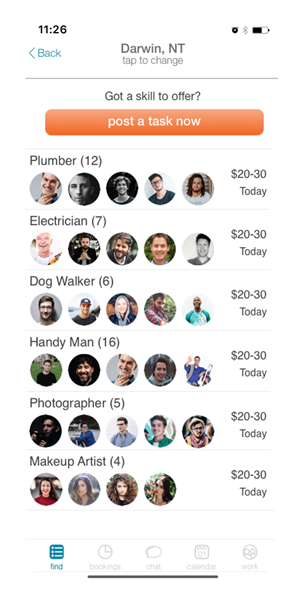 11:26
Back
Darwin, NT
tap to change
Got a skill to offer?
post a task now
Plumber (12)
$20-30
Today
Electrician (7)
$20-30
Today
Dog Walker (6)
$20-30
Today
Handy Man (16)
$20-30
Today
Photographer (5)
$20-30
Today
Makeup Artist (4)
$20-30
Today
find
bookings
chat
calendar
work